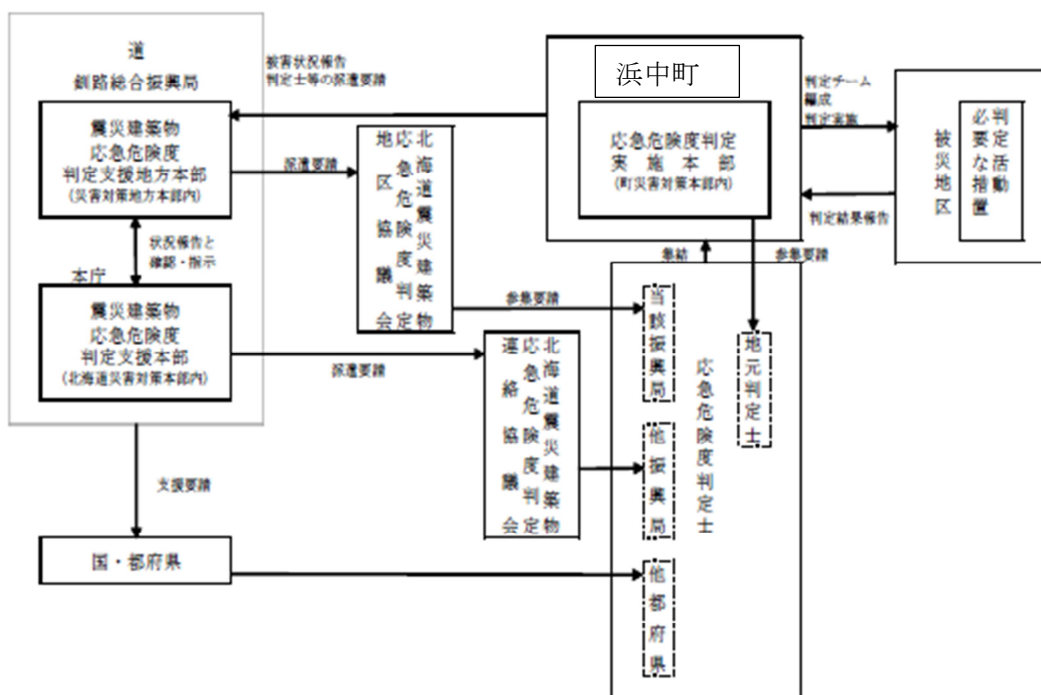 道
釧路総合振興局
震災建築物
応急危険度
判定支援地方本部
(災害対策地方本部内)
状況報告と
確認・指示
本庁
震災建築物
応急危険度
判定支援本部
(北海道災害対策本部内)
支援要請
国・都府県
被害状況報告
判定士等の派遣要請
派遣要請
北海道震災建築物
応急危険度判定
地区協議会
派遣要請
北海道震災建築物
応急危険度判定
連絡協議会
浜中町
応急危険度判定
実施本部
(町災害対策本部内)
判定チーム
編成
判定実施
判定結果報告
被災地区
判定活動
必要な措置
集結
参集要請
参集要請
当該振興局
他振興局
他都府県
応急危険度判定士
地元判定士